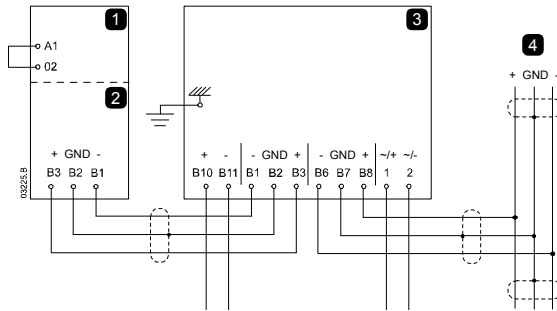 1
3
4
A1
02
2
+ GND -
+ GND -
B3 B2 B1
+ - - GND + - GND + ~/+ ~/-
B10 B11 B1 B2 B3 B6 B7 B8 1 2
03225.B